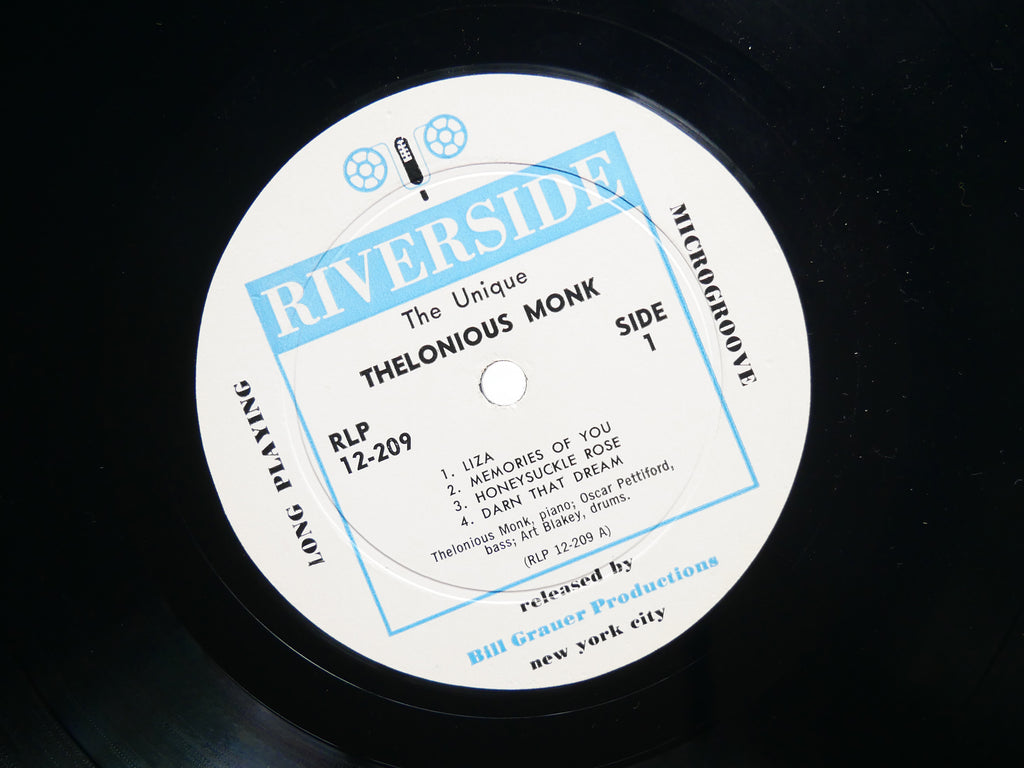 RIVERSIDE
The Unique
THELONIOUS MONK
SIDE
1
RLP
12-209
1. LIZA
2. MEMORIES OF YOU
3. HONEYSUCKLE ROSE
4. DARN THAT DREAM
Thelonious Monk, piano; Oscar Pettiford,
bass; Art Blakey, drums.
(RLP 12-209 A)
LONG PLAYING
MICROGROOVE
released by
Bill Grauer Productions
new york city